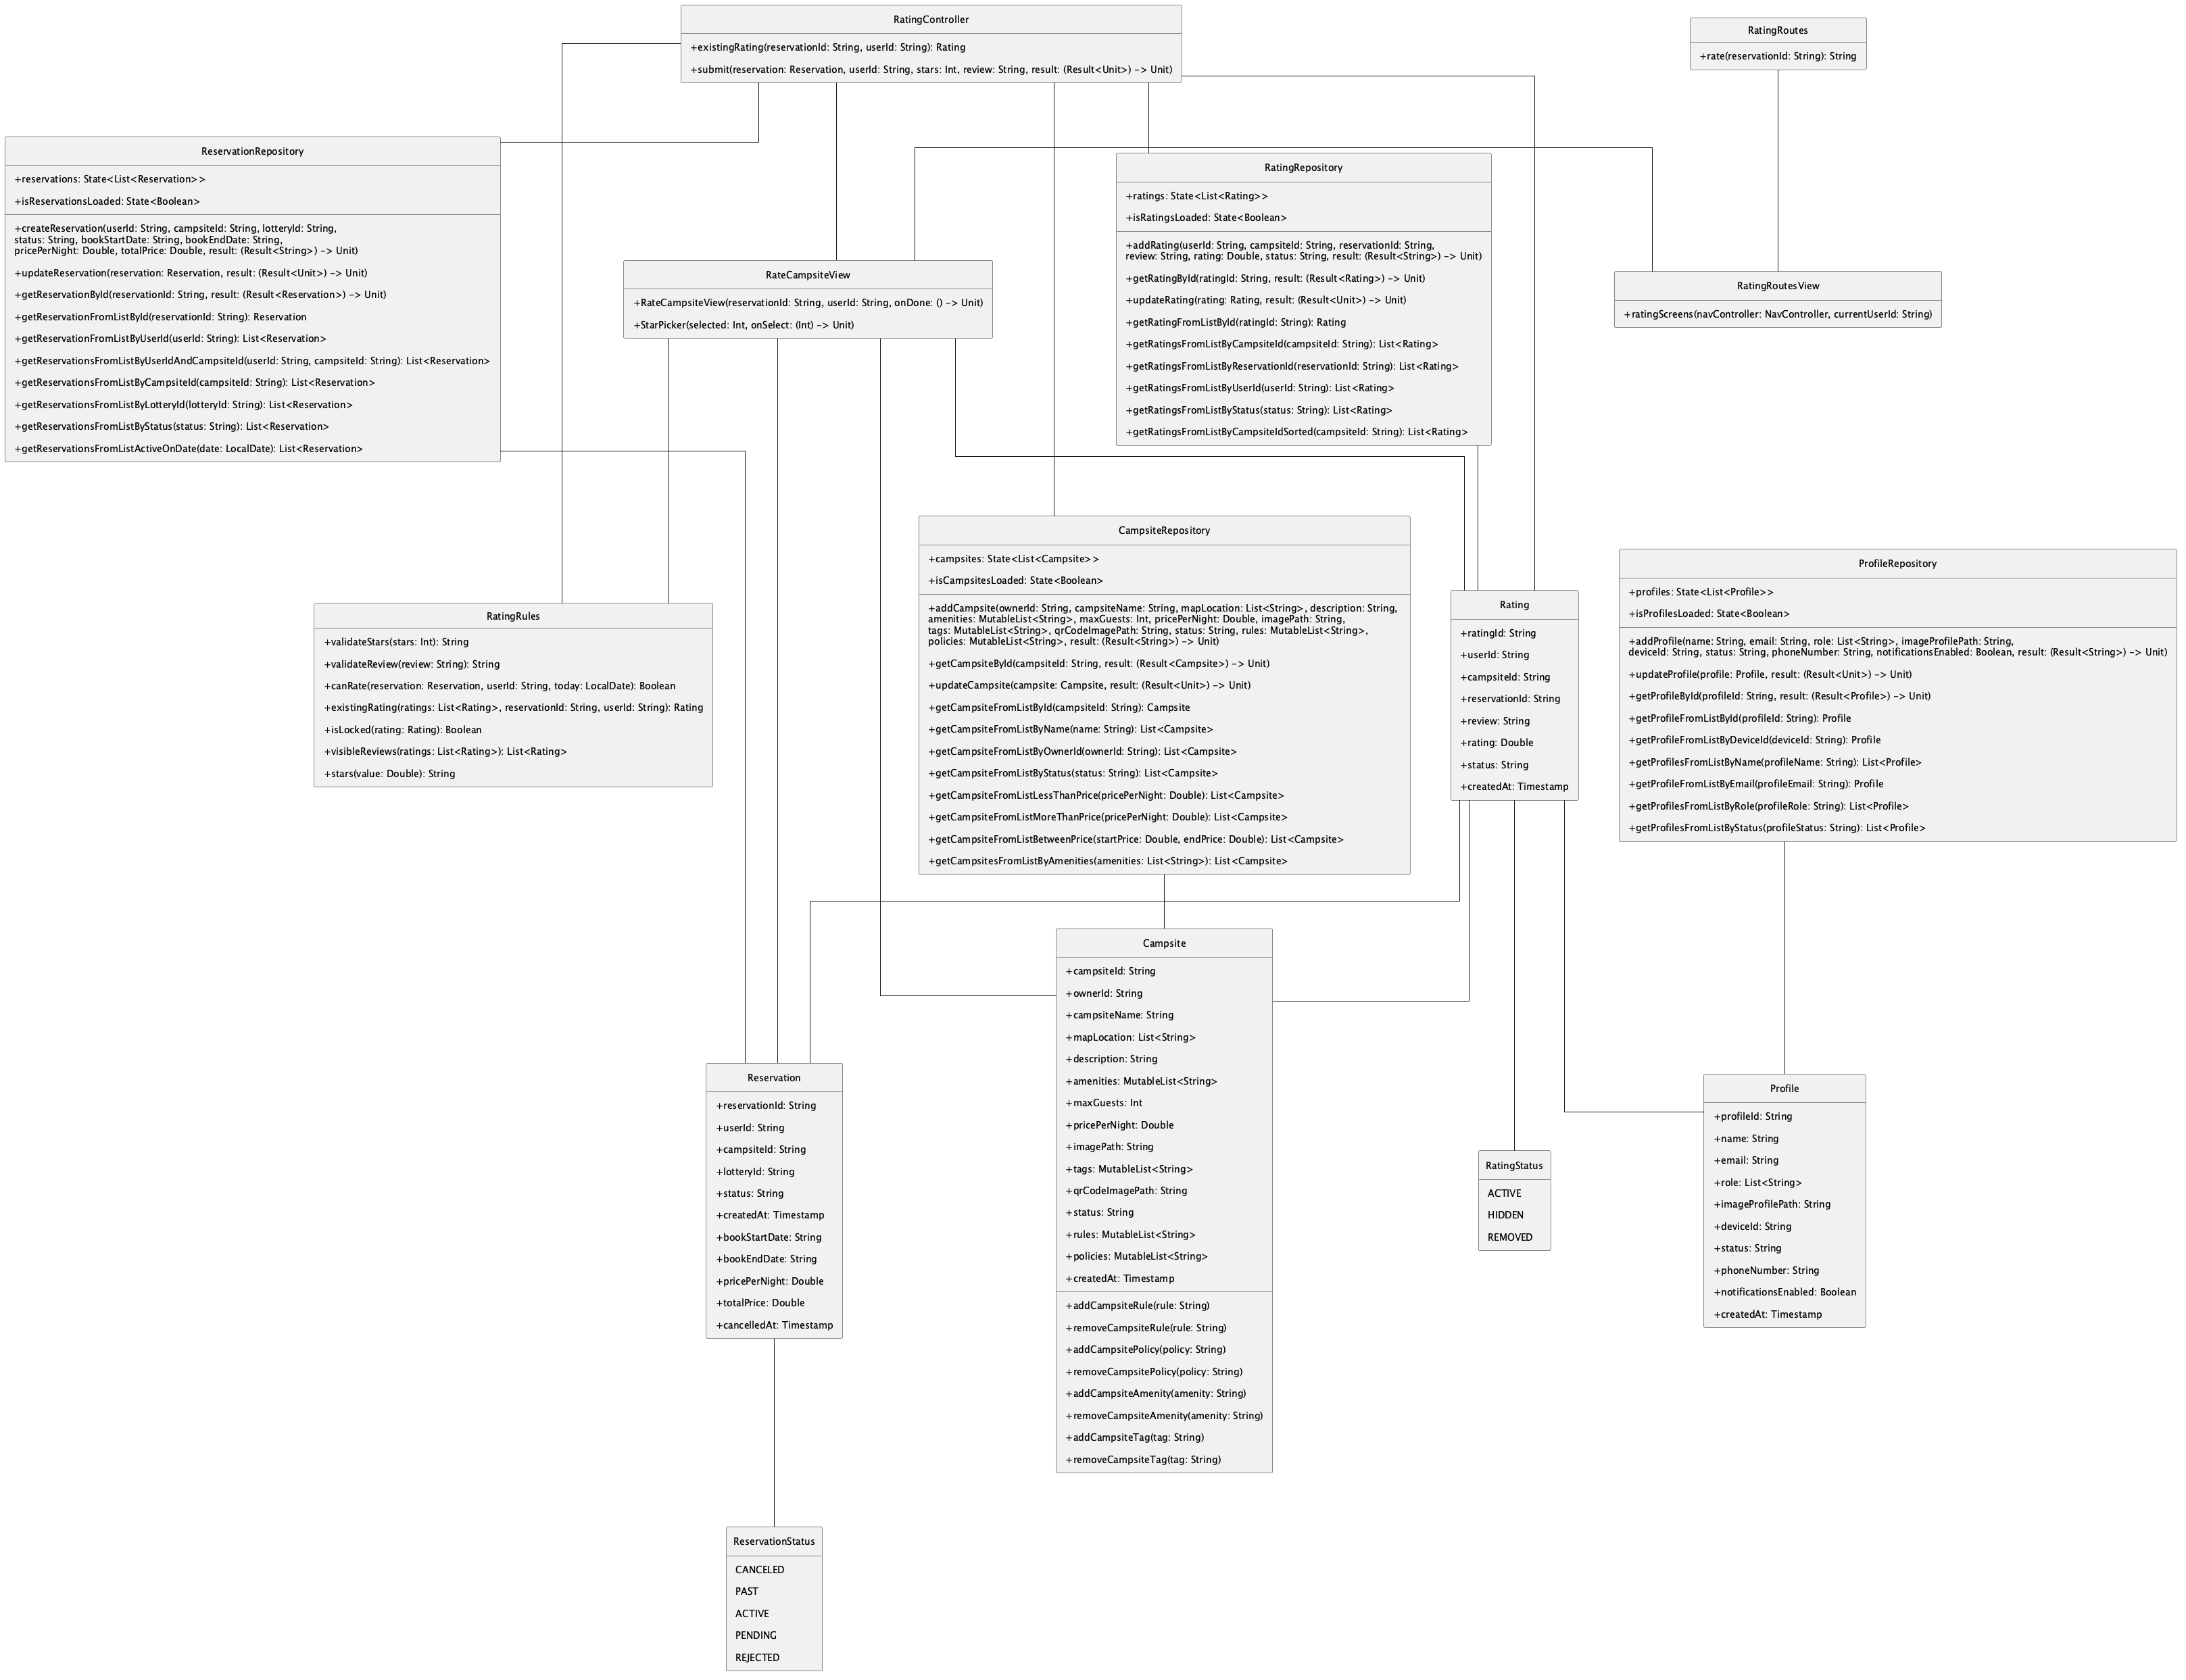 RatingController
+existingRating(reservationId: String, userId: String): Rating
+submit(reservation: Reservation, userId: String, stars: Int, review: String, result: (Result<Unit>) -> Unit)
RatingRoutes
+rate(reservationId: String): String
ReservationRepository
+reservations: State<List<Reservation>>
+isReservationsLoaded: State<Boolean>
+createReservation(userId: String, campsiteId: String, lotteryId: String,
status: String, bookStartDate: String, bookEndDate: String,
pricePerNight: Double, totalPrice: Double, result: (Result<String>) -> Unit)
+updateReservation(reservation: Reservation, result: (Result<Unit>) -> Unit)
+getReservationById(reservationId: String, result: (Result<Reservation>) -> Unit)
+getReservationFromListById(reservationId: String): Reservation
+getReservationFromListByUserId(userId: String): List<Reservation>
+getReservationsFromListByUserIdAndCampsiteId(userId: String, campsiteId: String): List<Reservation>
+getReservationsFromListByCampsiteId(campsiteId: String): List<Reservation>
+getReservationsFromListByLotteryId(lotteryId: String): List<Reservation>
+getReservationsFromListByStatus(status: String): List<Reservation>
+getReservationsFromListActiveOnDate(date: LocalDate): List<Reservation>
RatingRepository
+ratings: State<List<Rating>>
+isRatingsLoaded: State<Boolean>
+addRating(userId: String, campsiteId: String, reservationId: String,
review: String, rating: Double, status: String, result: (Result<String>) -> Unit)
+getRatingById(ratingId: String, result: (Result<Rating>) -> Unit)
+updateRating(rating: Rating, result: (Result<Unit>) -> Unit)
+getRatingFromListById(ratingId: String): Rating
+getRatingsFromListByCampsiteId(campsiteId: String): List<Rating>
+getRatingsFromListByReservationId(reservationId: String): List<Rating>
+getRatingsFromListByUserId(userId: String): List<Rating>
+getRatingsFromListByStatus(status: String): List<Rating>
+getRatingsFromListByCampsiteIdSorted(campsiteId: String): List<Rating>
RateCampsiteView
+RateCampsiteView(reservationId: String, userId: String, onDone: () -> Unit)
+StarPicker(selected: Int, onSelect: (Int) -> Unit)
RatingRoutesView
+ratingScreens(navController: NavController, currentUserId: String)
CampsiteRepository
+campsites: State<List<Campsite>>
+isCampsitesLoaded: State<Boolean>
+addCampsite(ownerId: String, campsiteName: String, mapLocation: List<String>, description: String,
amenities: MutableList<String>, maxGuests: Int, pricePerNight: Double, imagePath: String,
tags: MutableList<String>, qrCodeImagePath: String, status: String, rules: MutableList<String>,
policies: MutableList<String>, result: (Result<String>) -> Unit)
+getCampsiteById(campsiteId: String, result: (Result<Campsite>) -> Unit)
+updateCampsite(campsite: Campsite, result: (Result<Unit>) -> Unit)
+getCampsiteFromListById(campsiteId: String): Campsite
+getCampsiteFromListByName(name: String): List<Campsite>
+getCampsiteFromListByOwnerId(ownerId: String): List<Campsite>
+getCampsiteFromListByStatus(status: String): List<Campsite>
+getCampsiteFromListLessThanPrice(pricePerNight: Double): List<Campsite>
+getCampsiteFromListMoreThanPrice(pricePerNight: Double): List<Campsite>
+getCampsiteFromListBetweenPrice(startPrice: Double, endPrice: Double): List<Campsite>
+getCampsitesFromListByAmenities(amenities: List<String>): List<Campsite>
ProfileRepository
+profiles: State<List<Profile>>
+isProfilesLoaded: State<Boolean>
+addProfile(name: String, email: String, role: List<String>, imageProfilePath: String,
deviceId: String, status: String, phoneNumber: String, notificationsEnabled: Boolean, result: (Result<String>) -> Unit)
+updateProfile(profile: Profile, result: (Result<Unit>) -> Unit)
+getProfileById(profileId: String, result: (Result<Profile>) -> Unit)
+getProfileFromListById(profileId: String): Profile
+getProfileFromListByDeviceId(deviceId: String): Profile
+getProfilesFromListByName(profileName: String): List<Profile>
+getProfileFromListByEmail(profileEmail: String): Profile
+getProfilesFromListByRole(profileRole: String): List<Profile>
+getProfilesFromListByStatus(profileStatus: String): List<Profile>
RatingRules
+validateStars(stars: Int): String
+validateReview(review: String): String
+canRate(reservation: Reservation, userId: String, today: LocalDate): Boolean
+existingRating(ratings: List<Rating>, reservationId: String, userId: String): Rating
+isLocked(rating: Rating): Boolean
+visibleReviews(ratings: List<Rating>): List<Rating>
+stars(value: Double): String
Rating
+ratingId: String
+userId: String
+campsiteId: String
+reservationId: String
+review: String
+rating: Double
+status: String
+createdAt: Timestamp
Campsite
+campsiteId: String
+ownerId: String
+campsiteName: String
+mapLocation: List<String>
+description: String
+amenities: MutableList<String>
+maxGuests: Int
+pricePerNight: Double
+imagePath: String
+tags: MutableList<String>
+qrCodeImagePath: String
+status: String
+rules: MutableList<String>
+policies: MutableList<String>
+createdAt: Timestamp
+addCampsiteRule(rule: String)
+removeCampsiteRule(rule: String)
+addCampsitePolicy(policy: String)
+removeCampsitePolicy(policy: String)
+addCampsiteAmenity(amenity: String)
+removeCampsiteAmenity(amenity: String)
+addCampsiteTag(tag: String)
+removeCampsiteTag(tag: String)
Reservation
+reservationId: String
+userId: String
+campsiteId: String
+lotteryId: String
+status: String
+createdAt: Timestamp
+bookStartDate: String
+bookEndDate: String
+pricePerNight: Double
+totalPrice: Double
+cancelledAt: Timestamp
Profile
+profileId: String
+name: String
+email: String
+role: List<String>
+imageProfilePath: String
+deviceId: String
+status: String
+phoneNumber: String
+notificationsEnabled: Boolean
+createdAt: Timestamp
RatingStatus
ACTIVE
HIDDEN
REMOVED
ReservationStatus
CANCELED
PAST
ACTIVE
PENDING
REJECTED